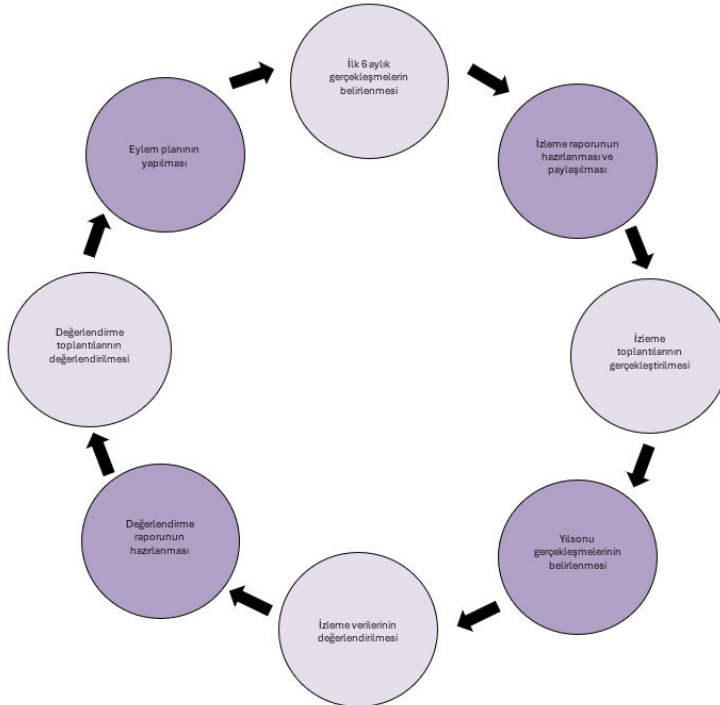 İlk 6 aylık
gerçekleşmelerin
belirlenmesi
İzleme raporunun
hazırlanması ve
paylaşılması
İzleme
toplantılarının
gerçekleştirilmesi
Yılsonu
gerçekleşmelerinin
belirlenmesi
İzleme verilerinin
değerlendirilmesi
Değerlendirme
raporunun
hazırlanması
Değerlendirme
toplantılarının
değerlendirilmesi
Eylem planının
yapılması